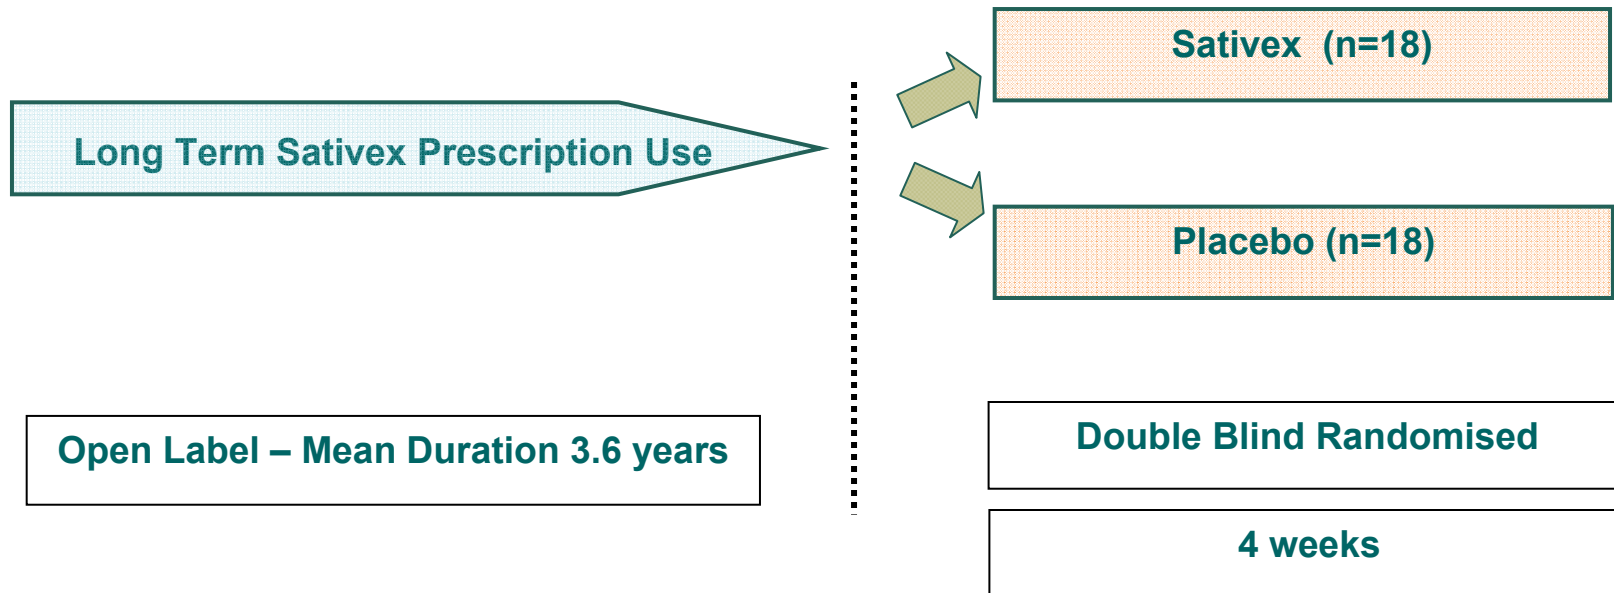 Sativex (n=18)
Long Term Sativex Prescription Use
Placebo (n=18)
Open Label – Mean Duration 3.6 years
Double Blind Randomised
4 weeks